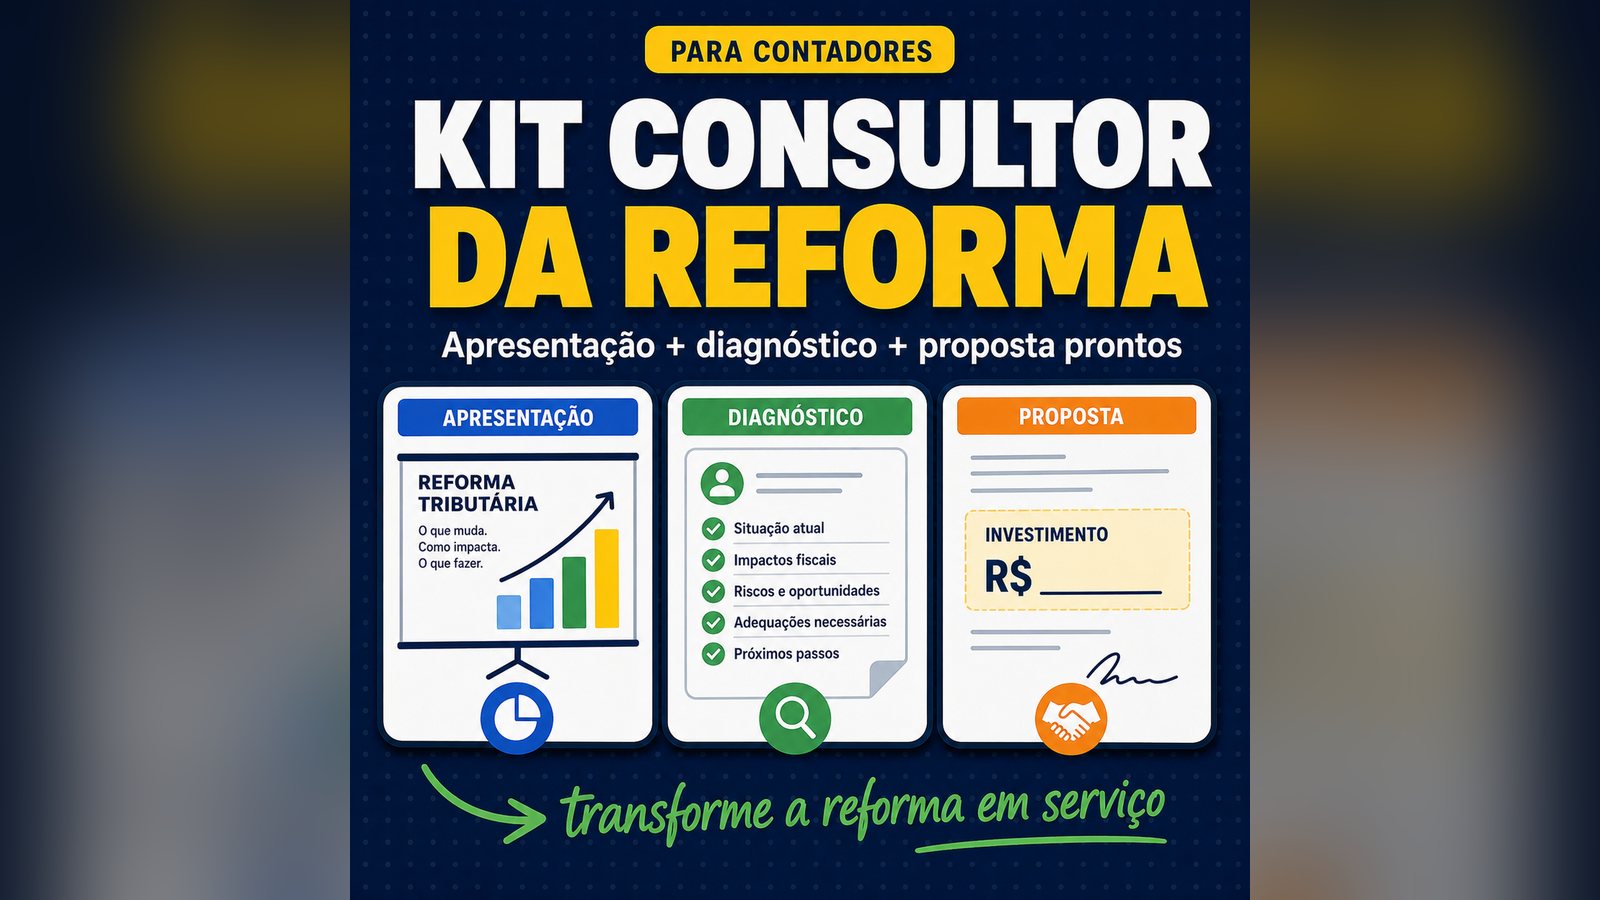 PARA CONTADORES
KIT CONSULTOR
DA REFORMA
Apresentação + diagnóstico + proposta prontos
APRESENTAÇÃO
REFORMA
TRIBUTÁRIA
O que muda.
Como impacta.
O que fazer.
DIAGNÓSTICO
Situação atual
Impactos fiscais
Riscos e oportunidades
Adequações necessárias
Próximos passos
PROPOSTA
INVESTIMENTO
R$
transforme a reforma em serviço